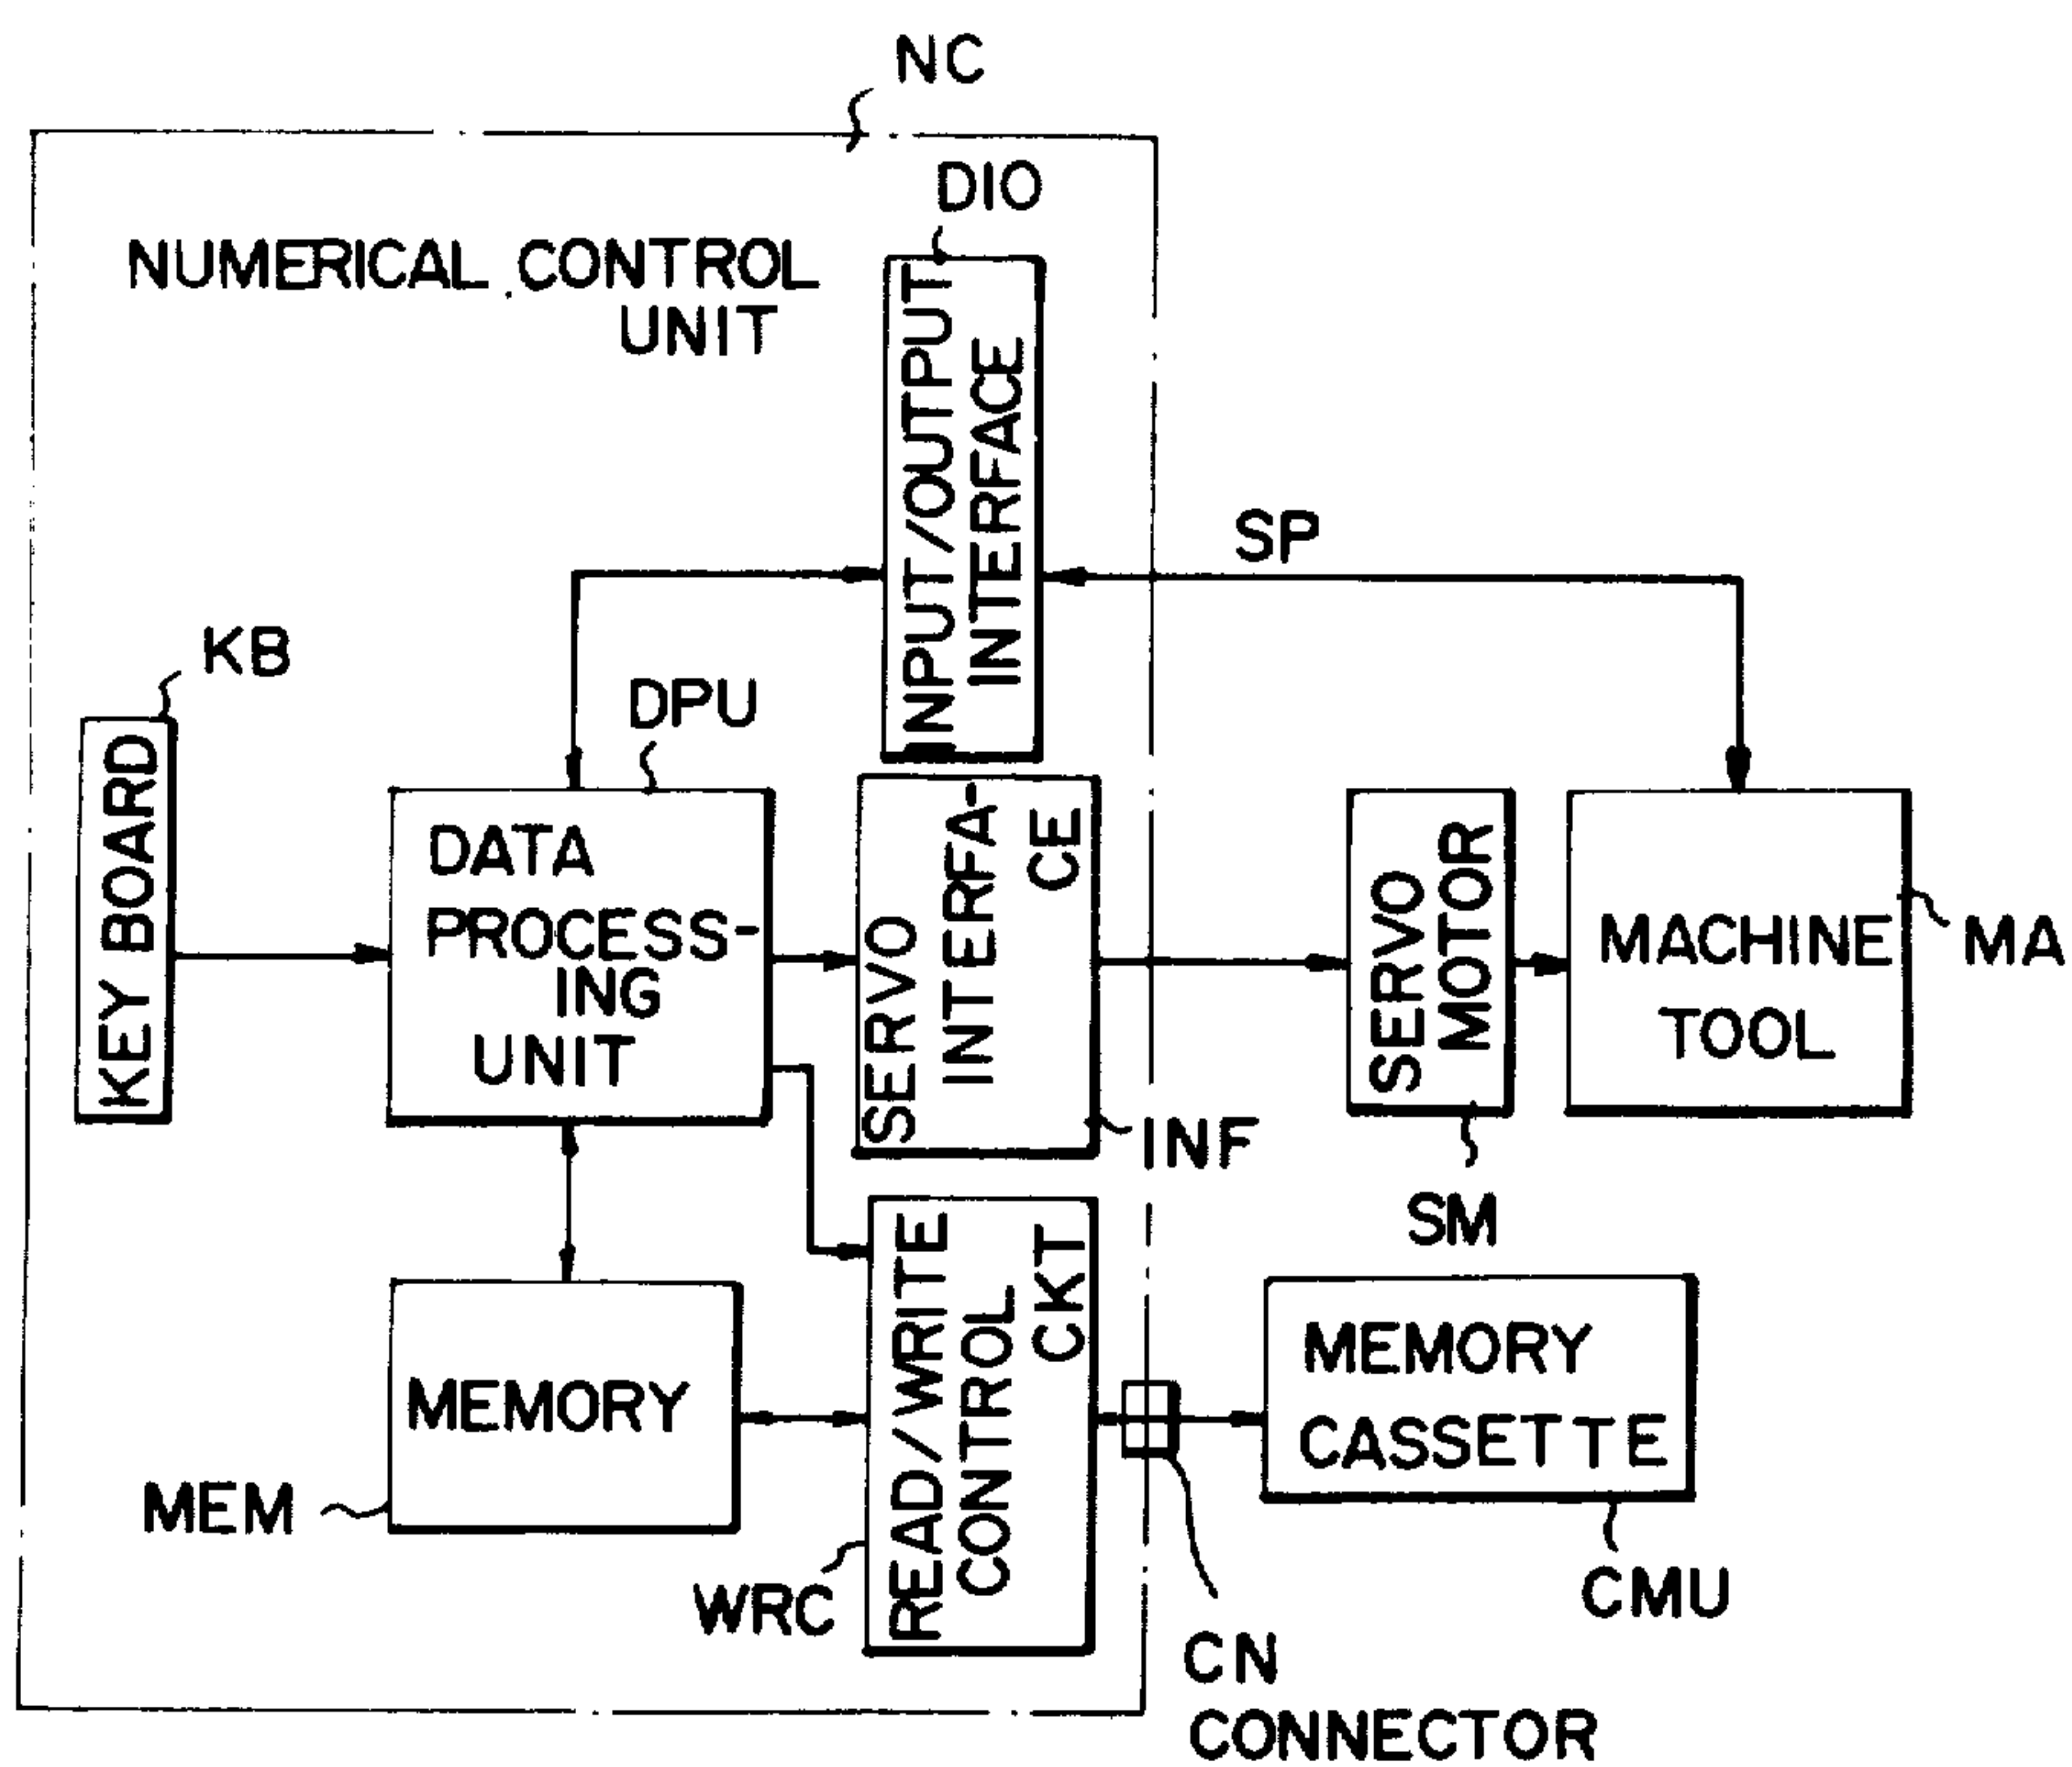 NC
DIO
NUMERICAL CONTROL
UNIT
INPUT/OUTPUT
INTERFACE
SP
KB
DPU
KEY BOARD
DATA
PROCESS-
ING
UNIT
SERVO
INTERFA-
CE
SERVO
MOTOR
MACHINE
TOOL
MA
INF
SM
MEMORY
MEM
READ/WRITE
CONTROL
CKT
WRC
MEMORY
CASSETTE
CMU
CN
CONNECTOR